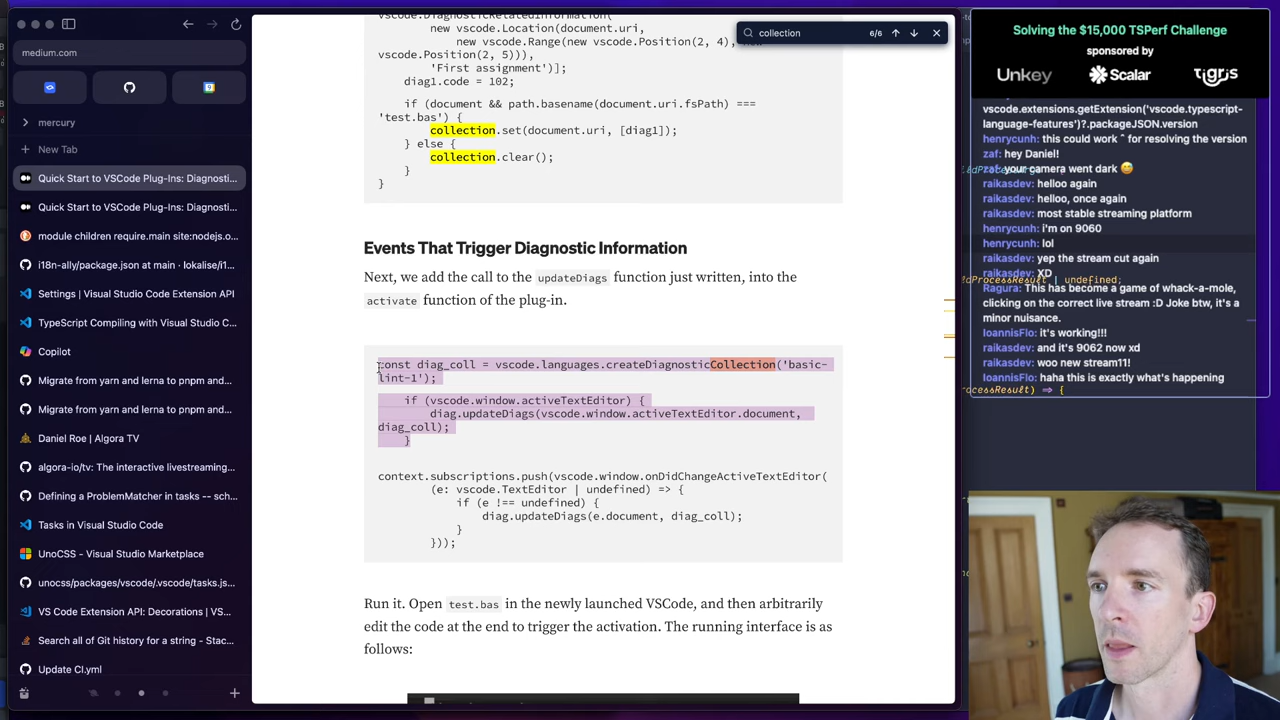 medium.com
mercury
New Tab
Quick Start to VSCode Plug-Ins: Diagnosti...
Quick Start to VSCode Plug-Ins: Diagnosti...
module children require.main site:nodejs.o...
i18n-ally/package.json at main · lokalise/i...
Settings | Visual Studio Code Extension API
TypeScript Compiling with Visual Studio C...
Copilot
Migrate from yarn and lerna to pnpm and...
Migrate from yarn and lerna to pnpm and...
Daniel Roe | Algora TV
algora-io/tv: The interactive livestreaming...
Defining a ProblemMatcher in tasks -- sch...
Tasks in Visual Studio Code
UnoCSS - Visual Studio Marketplace
unocss/packages/vscode/.vscode/tasks.js...
VS Code Extension API: Decorations | VS...
Search all of Git history for a string - Stac...
Update CI.yml
collection
6/6
vscode.DiagnosticRelatedInformation(
new vscode.Location(document.uri,
new vscode.Range(new vscode.Position(2, 4), new
vscode.Position(2, 5))),
'First assignment')];
diag1.code = 102;
if (document && path.basename(document.uri.fsPath) ===
'test.bas') {
collection.set(document.uri, [diag1]);
} else {
collection.clear();
}
}
Events That Trigger Diagnostic Information
Next, we add the call to the updateDiags function just written, into the
activate function of the plug-in.
const diag_coll = vscode.languages.createDiagnosticCollection('basic-
lint-1');
if (vscode.window.activeTextEditor) {
diag.updateDiags(vscode.window.activeTextEditor.document,
diag_coll);
}
context.subscriptions.push(vscode.window.onDidChangeActiveTextEditor(
(e: vscode.TextEditor | undefined) => {
if (e !== undefined) {
diag.updateDiags(e.document, diag_coll);
}
}));
Run it. Open test.bas in the newly launched VSCode, and then arbitrarily
edit the code at the end to trigger the activation. The running interface is as
follows:
Solving the $15,000 TSPerf Challenge
sponsored by
Unkey Scalar tigris
vscode.extensions.getExtension('vscode.typescript-
language-features')?.packageJSON.version
henrycunh: this could work ^ for resolving the version
zaf: hey Daniel!
zaf: your camera went dark 😅
raikasdev: helloo again
raikasdev: helloo, once again
raikasdev: most stable streaming platform
henrycunh: i'm on 9060
henrycunh: lol
raikasdev: yep the stream cut again
raikasdev: XD
Ragura: This has become a game of whack-a-mole,
clicking on the correct live stream :D Joke btw, it's a
minor nuisance.
IoannisFlo: it's working!!!
raikasdev: and it's 9062 now xd
raikasdev: woo new stream11!
IoannisFlo: haha this is exactly what's happening
| undefined;
ocessResult) => {